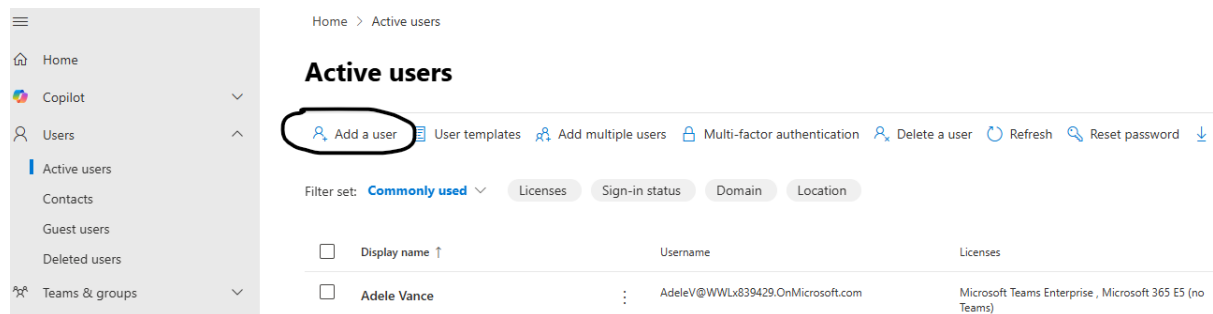 Home > Active users
Home
Copilot
Users
Active users
Contacts
Guest users
Deleted users
Teams & groups
Active users
Add a user User templates Add multiple users Multi-factor authentication Delete a user Refresh Reset password
Filter set: Commonly used Licenses Sign-in status Domain Location
Display name ↑ Username Licenses
Adele Vance AdeleV@WWLx839429.OnMicrosoft.com Microsoft Teams Enterprise , Microsoft 365 E5 (no
Teams)